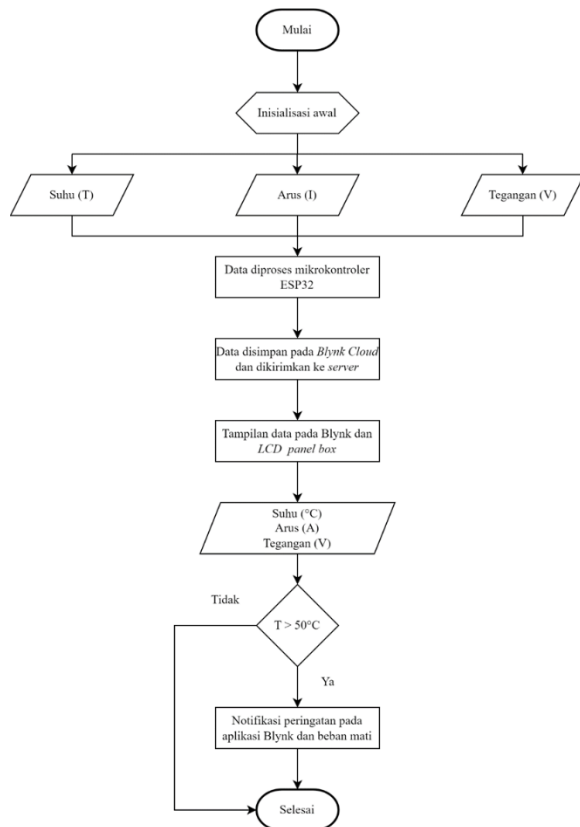 Mulai
Inisialisasi awal
Suhu (T)
Arus (I)
Tegangan (V)
Data diproses mikrokontroler
ESP32
Data disimpan pada Blynk Cloud
dan dikirimkan ke server
Tampilan data pada Blynk dan
LCD panel box
Suhu (°C)
Arus (A)
Tegangan (V)
Tidak
T > 50°C
Ya
Notifikasi peringatan pada
aplikasi Blynk dan beban mati
Selesai